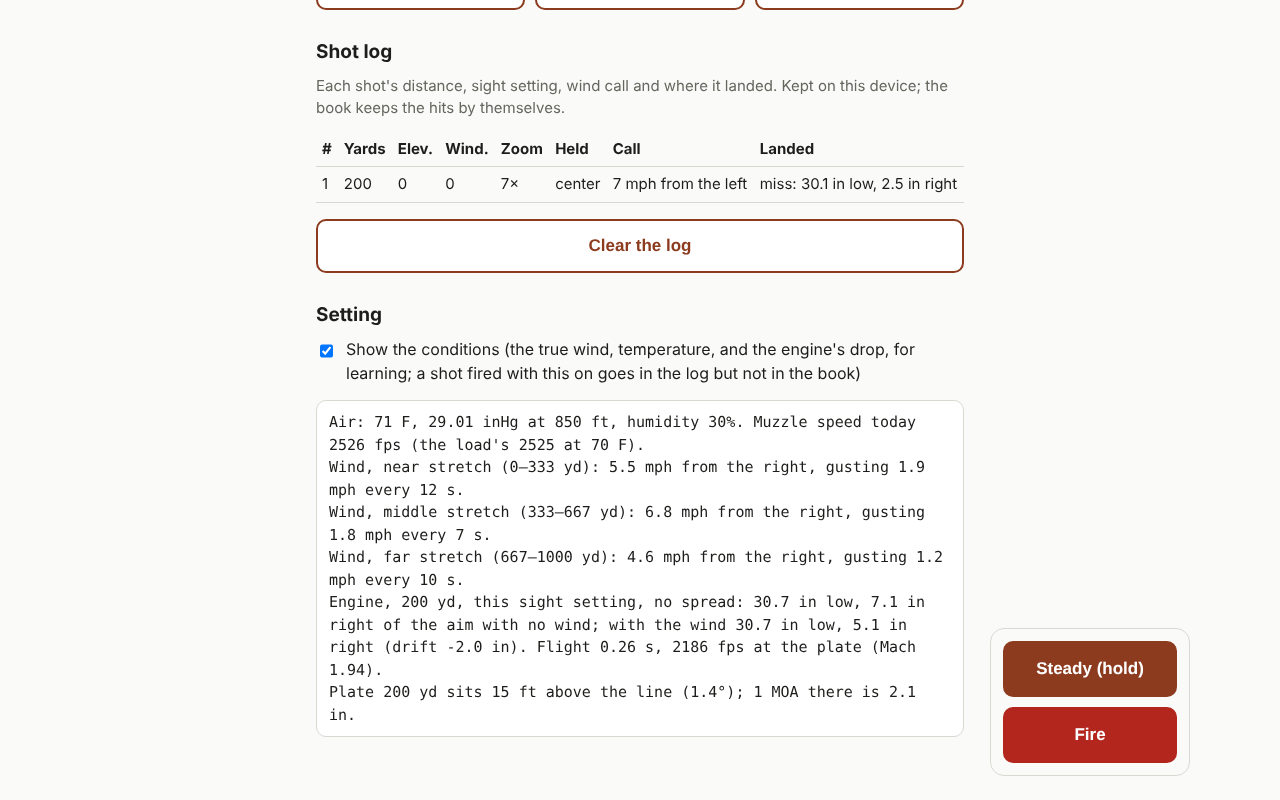 Shot log
Each shot's distance, sight setting, wind call and where it landed. Kept on this device; the
book keeps the hits by themselves.
# Yards Elev. Wind. Zoom Held Call Landed
1 200 0 0 7× center 7 mph from the left miss: 30.1 in low, 2.5 in right
Clear the log
Setting
Show the conditions (the true wind, temperature, and the engine's drop, for
learning; a shot fired with this on goes in the log but not in the book)
Air: 71 F, 29.01 inHg at 850 ft, humidity 30%. Muzzle speed today
2526 fps (the load's 2525 at 70 F).
Wind, near stretch (0–333 yd): 5.5 mph from the right, gusting 1.9
mph every 12 s.
Wind, middle stretch (333–667 yd): 6.8 mph from the right, gusting
1.8 mph every 7 s.
Wind, far stretch (667–1000 yd): 4.6 mph from the right, gusting 1.2
mph every 10 s.
Engine, 200 yd, this sight setting, no spread: 30.7 in low, 7.1 in
right of the aim with no wind; with the wind 30.7 in low, 5.1 in
right (drift -2.0 in). Flight 0.26 s, 2186 fps at the plate (Mach
1.94).
Plate 200 yd sits 15 ft above the line (1.4°); 1 MOA there is 2.1
in.
Steady (hold)
Fire